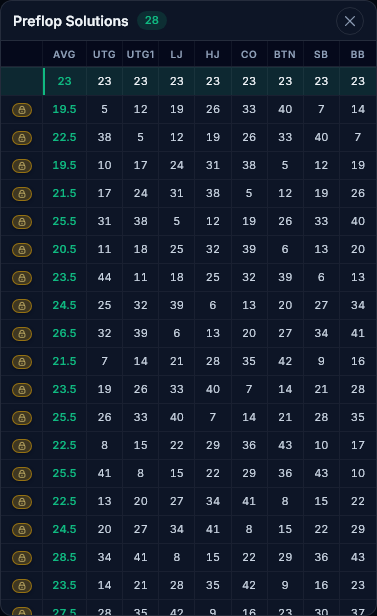 Preflop Solutions 28
AVG UTG UTG1 LJ HJ CO BTN SB BB
23 23 23 23 23 23 23 23 23
19.5 5 12 19 26 33 40 7 14
22.5 38 5 12 19 26 33 40 7
19.5 10 17 24 31 38 5 12 19
21.5 17 24 31 38 5 12 19 26
25.5 31 38 5 12 19 26 33 40
20.5 11 18 25 32 39 6 13 20
23.5 44 11 18 25 32 39 6 13
24.5 25 32 39 6 13 20 27 34
26.5 32 39 6 13 20 27 34 41
21.5 7 14 21 28 35 42 9 16
23.5 19 26 33 40 7 14 21 28
25.5 26 33 40 7 14 21 28 35
22.5 8 15 22 29 36 43 10 17
25.5 41 8 15 22 29 36 43 10
22.5 13 20 27 34 41 8 15 22
24.5 20 27 34 41 8 15 22 29
28.5 34 41 8 15 22 29 36 43
23.5 14 21 28 35 42 9 16 23
27.5 28 35 42 9 16 23 30 37